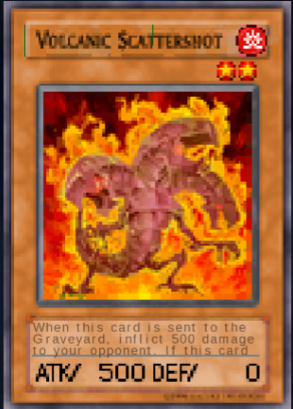 Volcanic Scattershot
炎
When this card is sent to the
Graveyard, inflict 500 damage
to your opponent. If this card
ATK/ 500 DEF/ 0